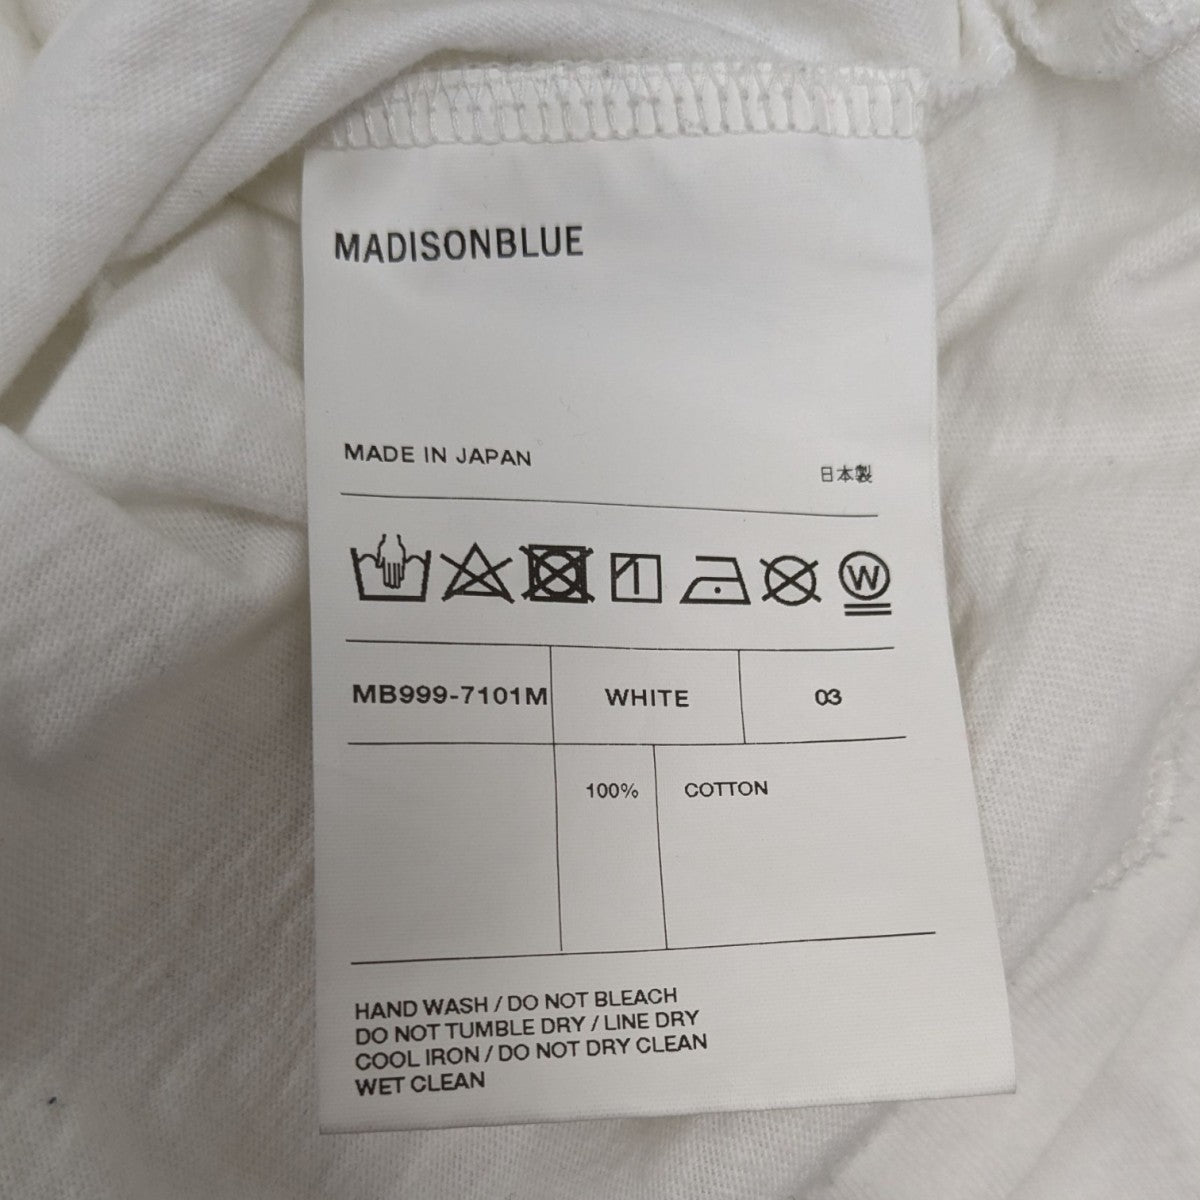 MADISONBLUE
MADE IN JAPAN
日本製
W
MB999-7101M WHITE 03
100% COTTON
HAND WASH / DO NOT BLEACH
DO NOT TUMBLE DRY / LINE DRY
COOL IRON / DO NOT DRY CLEAN
WET CLEAN